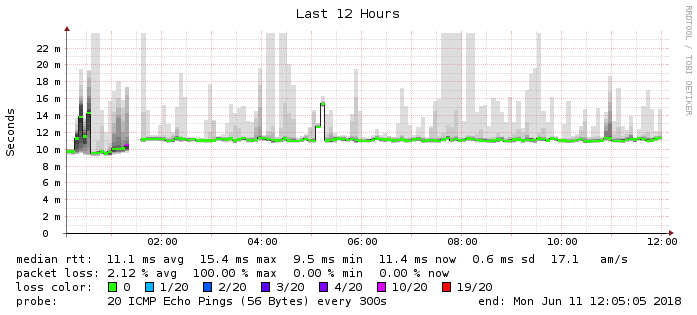 Last 12 Hours
RRDTOOL / TOBI OETIKER
Seconds
22 m
20 m
18 m
16 m
14 m
12 m
10 m
8 m
6 m
4 m
2 m
0
02:00 04:00 06:00 08:00 10:00 12:00
median rtt: 11.1 ms avg 15.4 ms max 9.5 ms min 11.4 ms now 0.6 ms sd 17.1 am/s
packet loss: 2.12 % avg 100.00 % max 0.00 % min 0.00 % now
loss color: 0 1/20 2/20 3/20 4/20 10/20 19/20
probe: 20 ICMP Echo Pings (56 Bytes) every 300s end: Mon Jun 11 12:05:05 2018